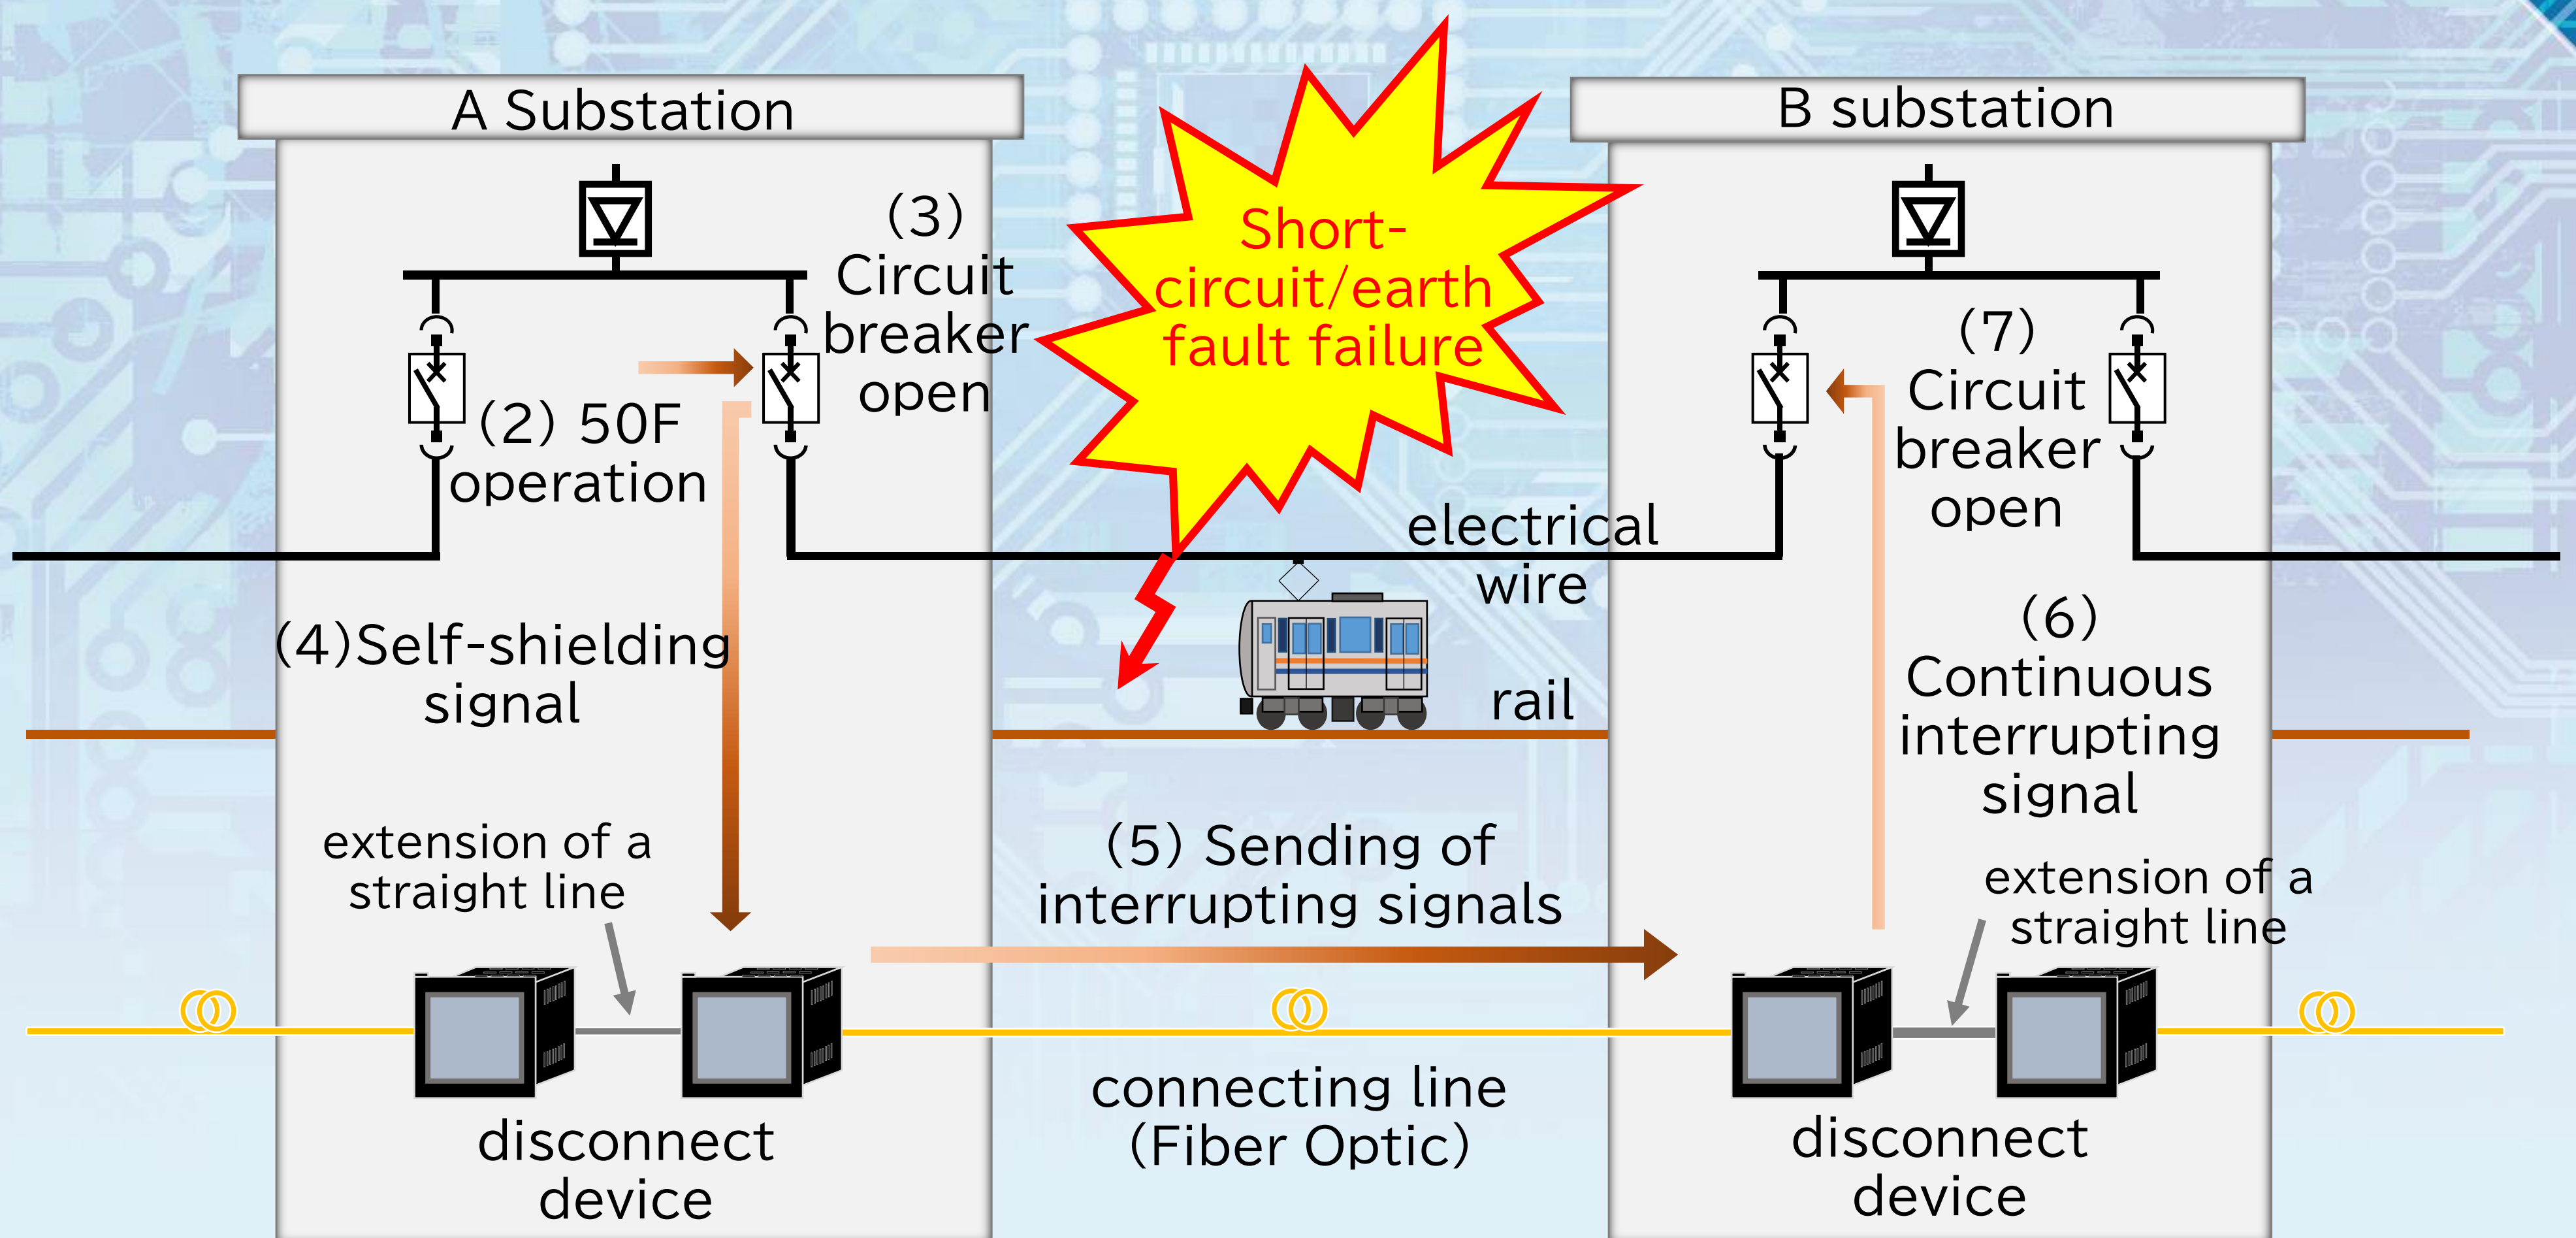 A Substation
B substation
(3)
Circuit
breaker
open
Short-
circuit/earth
fault failure
(7)
Circuit
breaker
open
(2) 50F
operation
electrical
wire
(4)Self-shielding
signal
rail
(6)
Continuous
interrupting
signal
extension of a
straight line
(5) Sending of
interrupting signals
extension of a
straight line
connecting line
(Fiber Optic)
disconnect
device
disconnect
device